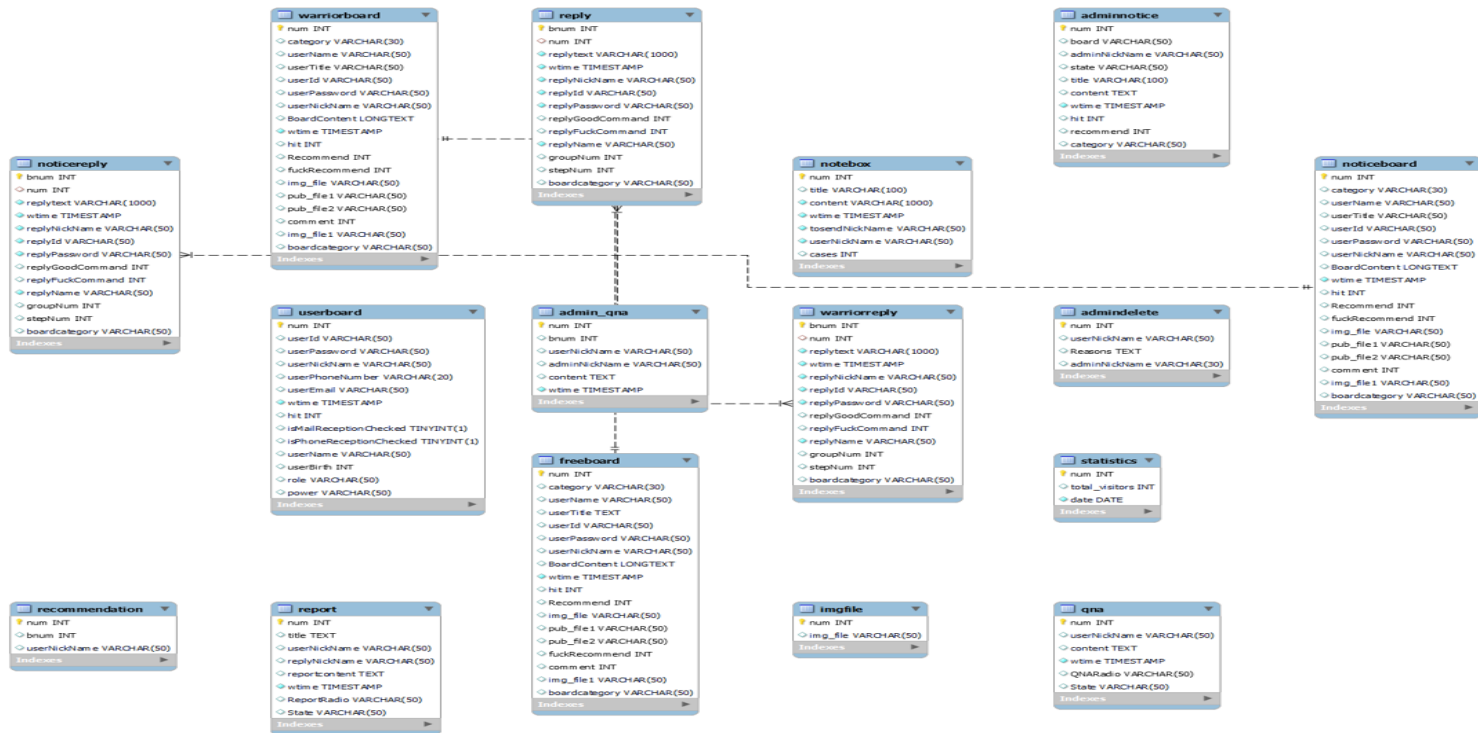 warriorboard
num INT
category VARCHAR(30)
userName VARCHAR(50)
userTitle VARCHAR(50)
userId VARCHAR(50)
userPassword VARCHAR(50)
userNickName VARCHAR(50)
BoardContent LONGTEXT
wtime TIMESTAMP
hit INT
Recommend INT
fuckRecommend INT
img_file VARCHAR(50)
pub_file1 VARCHAR(50)
pub_file2 VARCHAR(50)
comment INT
img_file1 VARCHAR(50)
boardcategory VARCHAR(50)
Indexes
reply
bnum INT
num INT
replytext VARCHAR(1000)
wtime TIMESTAMP
replyNickName VARCHAR(50)
replyId VARCHAR(50)
replyPassword VARCHAR(50)
replyGoodCommand INT
replyFuckCommand INT
replyName VARCHAR(50)
groupNum INT
stepNum INT
boardcategory VARCHAR(50)
Indexes
adminnotice
num INT
board VARCHAR(50)
adminNickName VARCHAR(50)
state VARCHAR(50)
title VARCHAR(100)
content TEXT
wtime TIMESTAMP
hit INT
recommend INT
category VARCHAR(50)
Indexes
noticereply
bnum INT
num INT
replytext VARCHAR(1000)
wtime TIMESTAMP
replyNickName VARCHAR(50)
replyId VARCHAR(50)
replyPassword VARCHAR(50)
replyGoodCommand INT
replyFuckCommand INT
replyName VARCHAR(50)
groupNum INT
stepNum INT
boardcategory VARCHAR(50)
Indexes
notebox
num INT
title VARCHAR(100)
content VARCHAR(1000)
wtime TIMESTAMP
tosendNickName VARCHAR(50)
userNickName VARCHAR(50)
cases INT
Indexes
noticeboard
num INT
category VARCHAR(30)
userName VARCHAR(50)
userTitle VARCHAR(50)
userId VARCHAR(50)
userPassword VARCHAR(50)
userNickName VARCHAR(50)
BoardContent LONGTEXT
wtime TIMESTAMP
hit INT
Recommend INT
fuckRecommend INT
img_file VARCHAR(50)
pub_file1 VARCHAR(50)
pub_file2 VARCHAR(50)
comment INT
img_file1 VARCHAR(50)
boardcategory VARCHAR(50)
Indexes
userboard
num INT
userId VARCHAR(50)
userPassword VARCHAR(50)
userNickName VARCHAR(50)
userPhoneNumber VARCHAR(20)
userEmail VARCHAR(50)
wtime TIMESTAMP
hit INT
isMailReceptionChecked TINYINT(1)
isPhoneReceptionChecked TINYINT(1)
userName VARCHAR(50)
userBirth INT
role VARCHAR(50)
power VARCHAR(50)
Indexes
admin_qna
num INT
bnum INT
userNickName VARCHAR(50)
adminNickName VARCHAR(50)
content TEXT
wtime TIMESTAMP
Indexes
warriorreply
bnum INT
num INT
replytext VARCHAR(1000)
wtime TIMESTAMP
replyNickName VARCHAR(50)
replyId VARCHAR(50)
replyPassword VARCHAR(50)
replyGoodCommand INT
replyFuckCommand INT
replyName VARCHAR(50)
groupNum INT
stepNum INT
boardcategory VARCHAR(50)
Indexes
admindelete
num INT
userNickName VARCHAR(50)
Reasons TEXT
adminNickName VARCHAR(30)
Indexes
freeboard
num INT
category VARCHAR(30)
userName VARCHAR(50)
userTitle TEXT
userId VARCHAR(50)
userPassword VARCHAR(50)
userNickName VARCHAR(50)
BoardContent LONGTEXT
wtime TIMESTAMP
hit INT
Recommend INT
img_file VARCHAR(50)
pub_file1 VARCHAR(50)
pub_file2 VARCHAR(50)
fuckRecommend INT
comment INT
img_file1 VARCHAR(50)
boardcategory VARCHAR(50)
Indexes
statistics
num INT
total_visitors INT
date DATE
Indexes
recommendation
num INT
bnum INT
userNickName VARCHAR(50)
Indexes
report
num INT
title TEXT
userNickName VARCHAR(50)
replyNickName VARCHAR(50)
reportcontent TEXT
wtime TIMESTAMP
ReportRadio VARCHAR(50)
State VARCHAR(50)
Indexes
imgfile
num INT
img_file VARCHAR(50)
Indexes
qna
num INT
userNickName VARCHAR(50)
content TEXT
wtime TIMESTAMP
QNARadio VARCHAR(50)
State VARCHAR(50)
Indexes